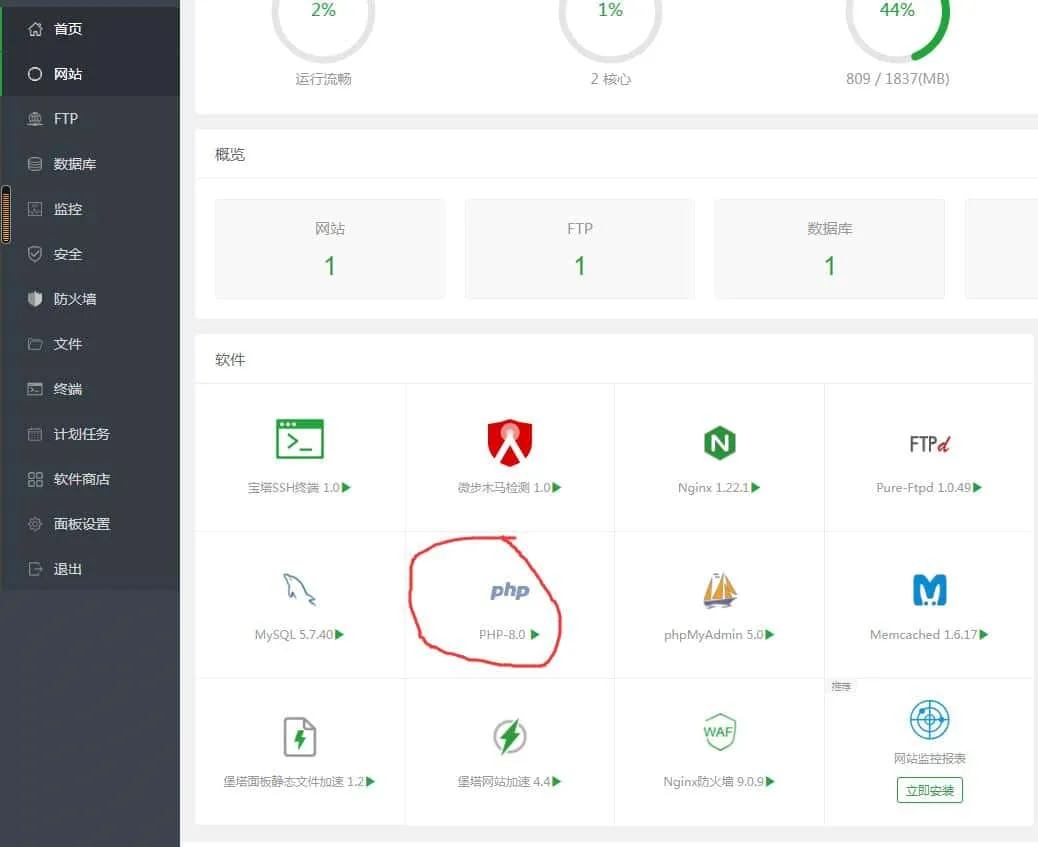 首页
网站
FTP
数据库
监控
安全
防火墙
文件
终端
计划任务
软件商店
面板设置
退出
2% 1% 44%
运行流畅 2 核心 809 / 1837(MB)
概览
网站 FTP 数据库
1 1 1
软件
FTPd
宝塔SSH终端 1.0 微步木马检测 1.0 Nginx 1.22.1 Pure-Ftpd 1.0.49
php
MySQL 5.7.40 PHP-8.0 phpMyAdmin 5.0 Memcached 1.6.17
推荐
WAF
网站监控报表
堡塔面板静态文件加速 1.2 堡塔网站加速 4.4 Nginx防火墙 9.0.9
立即安装